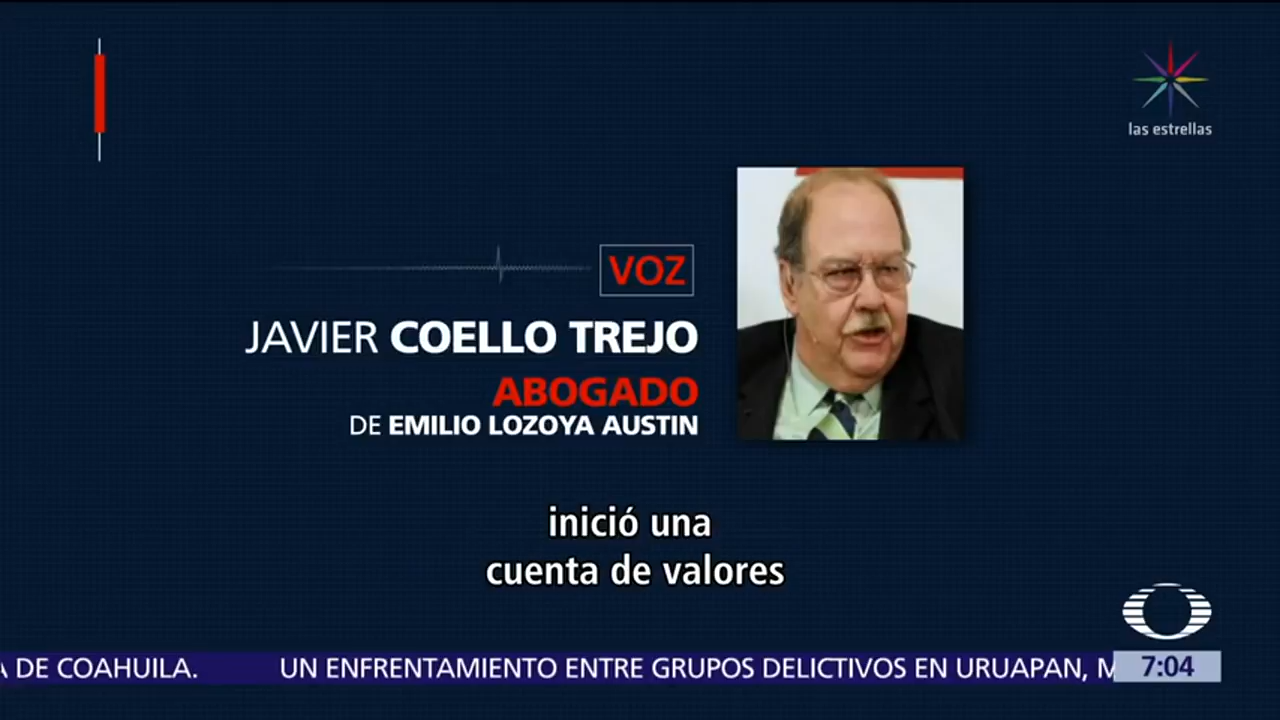 las estrellas
VOZ
JAVIER COELLO TREJO
ABOGADO
DE EMILIO LOZOYA AUSTIN
inició una
cuenta de valores
A DE COAHUILA. UN ENFRENTAMIENTO ENTRE GRUPOS DELICTIVOS EN URUAPAN, M
7:04